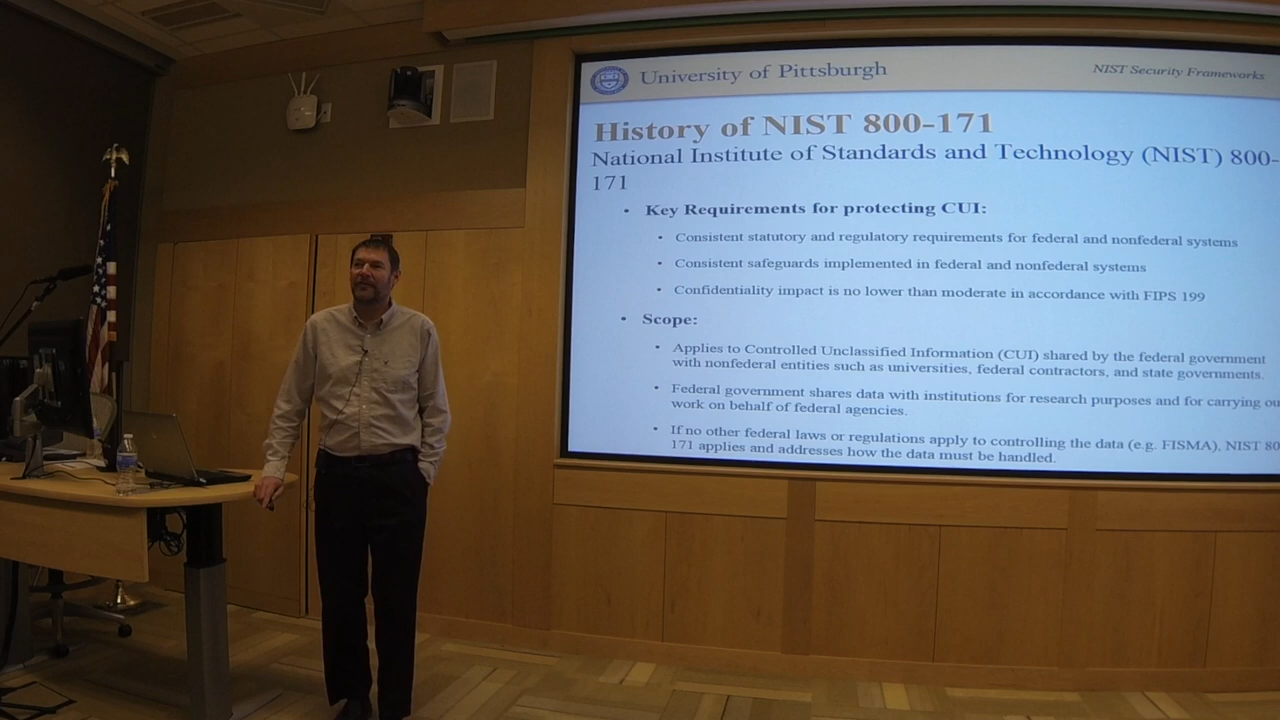 University of Pittsburgh
NIST Security Frameworks
History of NIST 800-171
National Institute of Standards and Technology (NIST) 800-
171
• Key Requirements for protecting CUI:
• Consistent statutory and regulatory requirements for federal and nonfederal systems
• Consistent safeguards implemented in federal and nonfederal systems
• Confidentiality impact is no lower than moderate in accordance with FIPS 199
• Scope:
• Applies to Controlled Unclassified Information (CUI) shared by the federal government
with nonfederal entities such as universities, federal contractors, and state governments.
• Federal government shares data with institutions for research purposes and for carrying
work on behalf of federal agencies.
• If no other federal laws or regulations apply to controlling the data (e.g. FISMA), NIST
171 applies and addresses how the data must be handled.